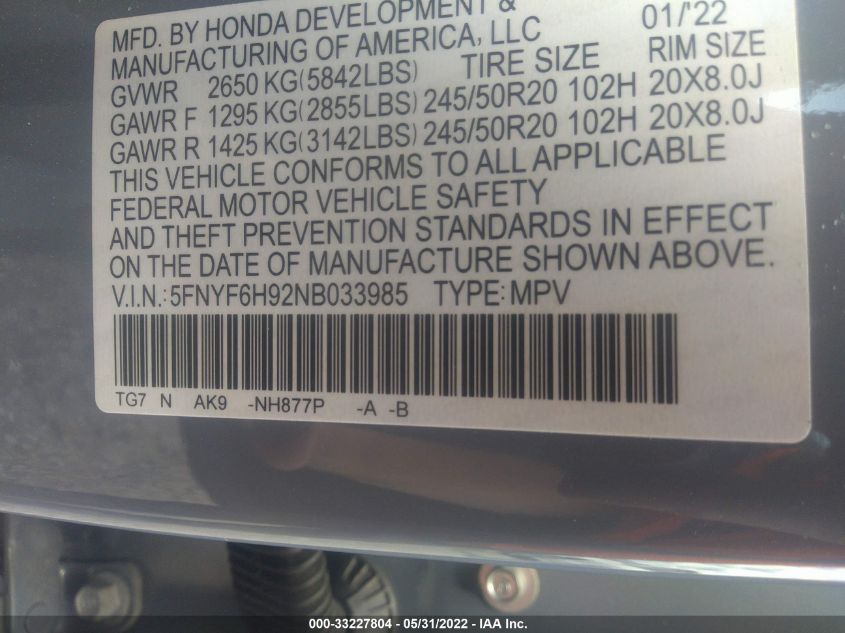 MFD. BY HONDA DEVELOPMENT &
MANUFACTURING OF AMERICA, LLC 01/'22
GVWR 2650 KG(5842LBS) TIRE SIZE RIM SIZE
GAWR F 1295 KG(2855LBS) 245/50R20 102H 20X8.0J
GAWR R 1425 KG(3142LBS) 245/50R20 102H 20X8.0J
THIS VEHICLE CONFORMS TO ALL APPLICABLE
FEDERAL MOTOR VEHICLE SAFETY
AND THEFT PREVENTION STANDARDS IN EFFECT
ON THE DATE OF MANUFACTURE SHOWN ABOVE.
V.I.N.:5FNYF6H92NB033985 TYPE:MPV
TG7 N AK9 -NH877P -A -B
000-33227804 / 05/31/2022 - IAA Inc.